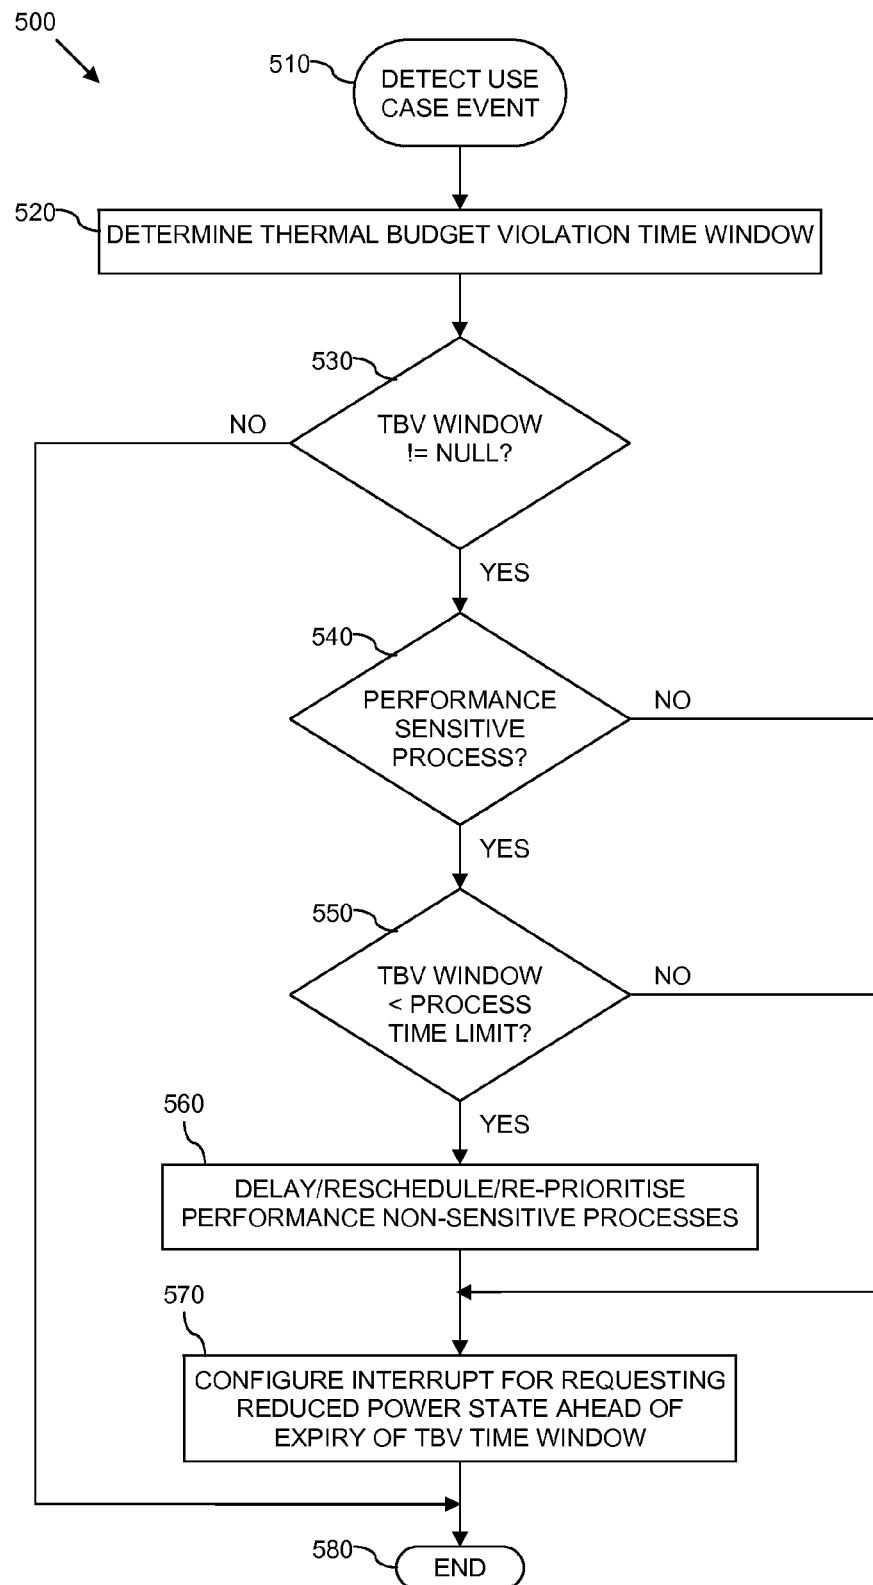 500
510
DETECT USE
CASE EVENT
520
DETERMINE THERMAL BUDGET VIOLATION TIME WINDOW
530
NO
TBV WINDOW
!= NULL?
YES
540
PERFORMANCE
SENSITIVE
PROCESS?
NO
YES
550
TBV WINDOW
< PROCESS
TIME LIMIT?
NO
YES
560
DELAY/RESCHEDULE/RE-PRIORITISE
PERFORMANCE NON-SENSITIVE PROCESSES
570
CONFIGURE INTERRUPT FOR REQUESTING
REDUCED POWER STATE AHEAD OF
EXPIRY OF TBV TIME WINDOW
580
END